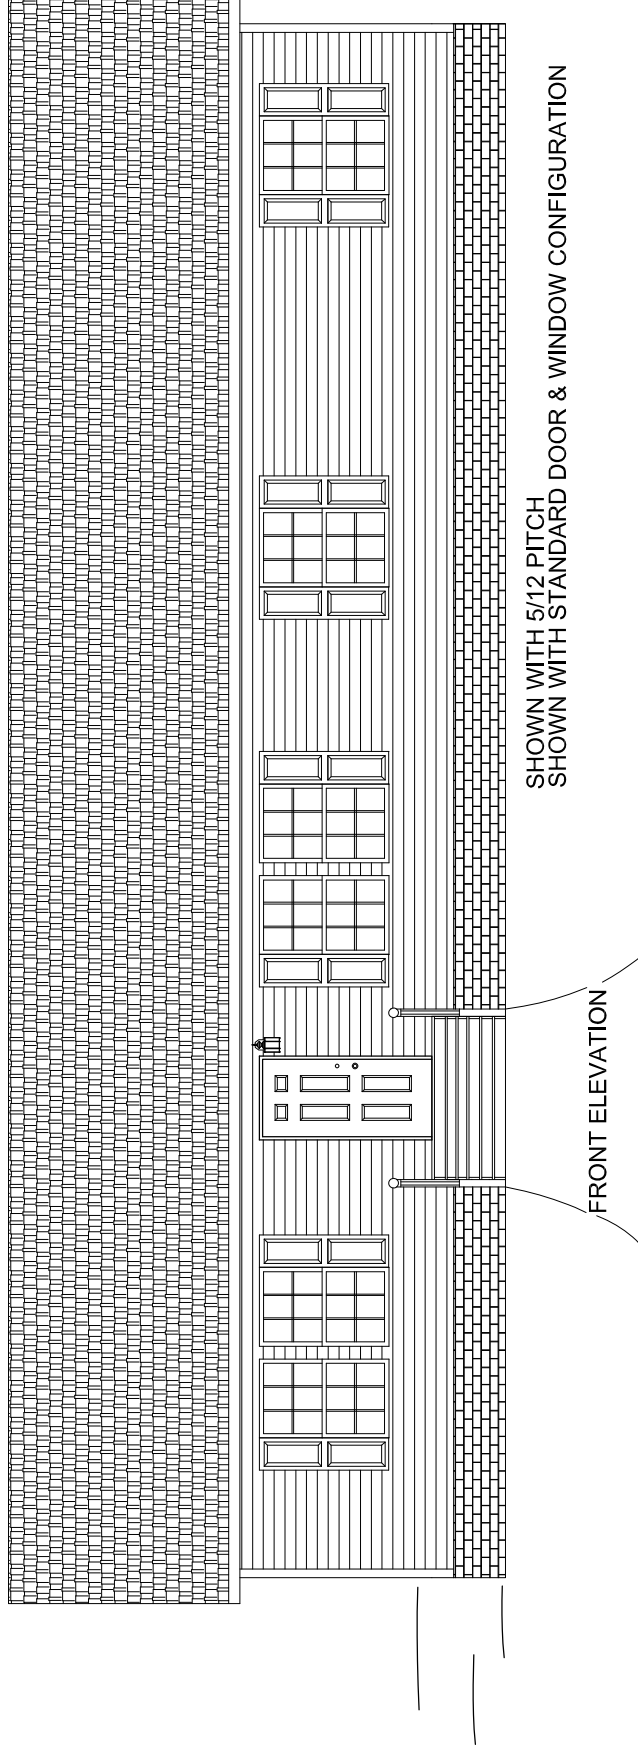 SHOWN WITH 5/12 PITCH
SHOWN WITH STANDARD DOOR & WINDOW CONFIGURATION
FRONT ELEVATION